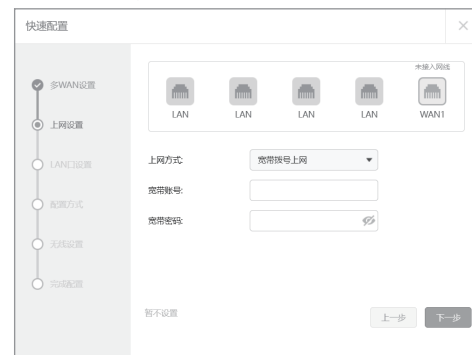 快速配置
多WAN设置
上网设置
LAN口设置
配置方式
无线设置
完成配置
未接入网线
LAN LAN LAN LAN WAN1
上网方式: 宽带拨号上网
宽带账号:
宽带密码:
暂不设置 上一步 下一步